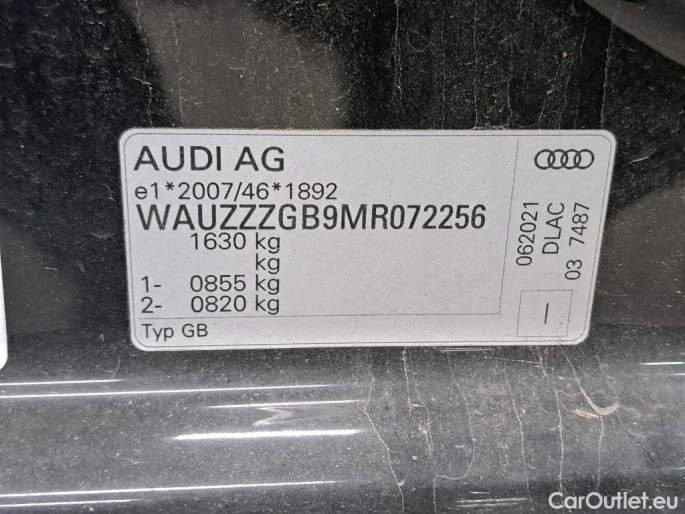 AUDI AG
e1*2007/46*1892
WAUZZZGB9MR072256
1630 kg
kg
1- 0855 kg
2- 0820 kg
Typ GB
062021
DLAC
03 7487
I
CarOutlet.eu